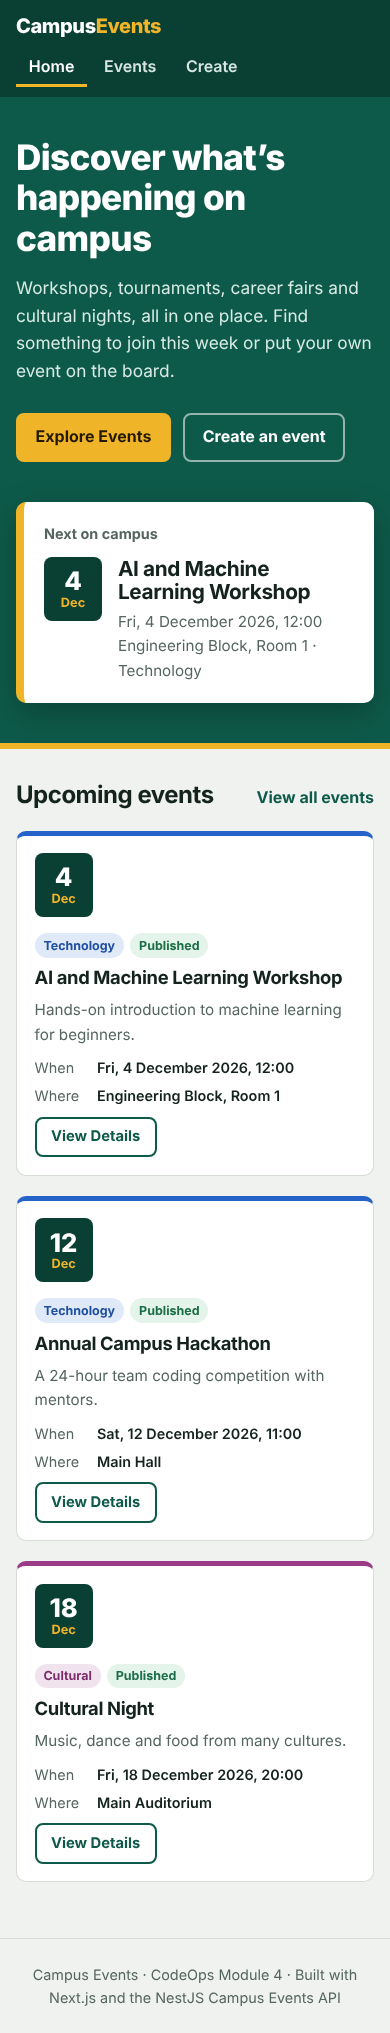 CampusEvents
Home Events Create
Discover what’s
happening on
campus
Workshops, tournaments, career fairs and
cultural nights, all in one place. Find
something to join this week or put your own
event on the board.
Explore Events Create an event
Next on campus
4
Dec
AI and Machine
Learning Workshop
Fri, 4 December 2026, 12:00
Engineering Block, Room 1 ·
Technology
Upcoming events View all events
4
Dec
Technology Published
AI and Machine Learning Workshop
Hands-on introduction to machine learning
for beginners.
When Fri, 4 December 2026, 12:00
Where Engineering Block, Room 1
View Details
12
Dec
Technology Published
Annual Campus Hackathon
A 24-hour team coding competition with
mentors.
When Sat, 12 December 2026, 11:00
Where Main Hall
View Details
18
Dec
Cultural Published
Cultural Night
Music, dance and food from many cultures.
When Fri, 18 December 2026, 20:00
Where Main Auditorium
View Details
Campus Events · CodeOps Module 4 · Built with
Next.js and the NestJS Campus Events API